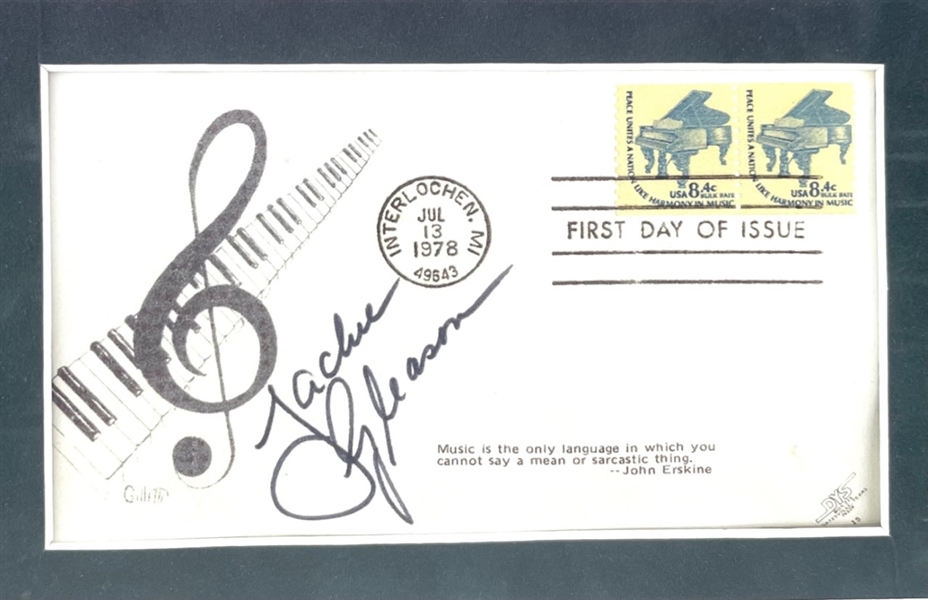 PEACE UNITES A NATION LIKE HARMONY IN MUSIC
USA 8.4c
BULK RATE
PEACE UNITES A NATION LIKE HARMONY IN MUSIC
USA 8.4c
BULK RATE
INTERLOCHEN, MI
JUL
13
1978
49643
FIRST DAY OF ISSUE
Jackie
Gleason
Music is the only language in which you
cannot say a mean or sarcastic thing.
--John Erskine
DYS